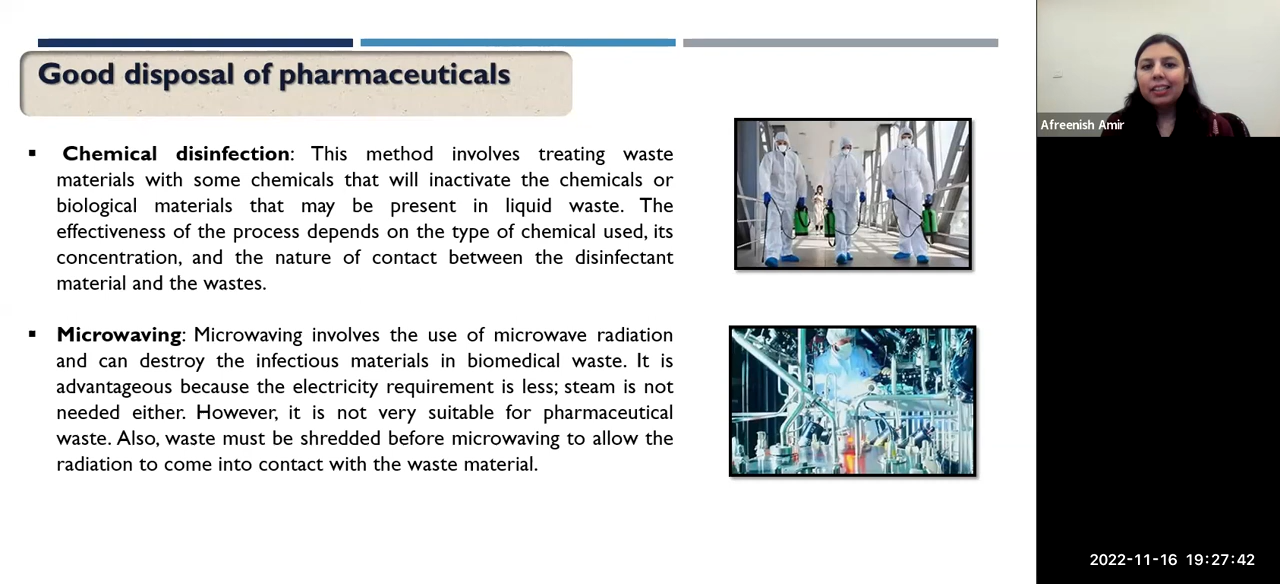 Good disposal of pharmaceuticals
▪ Chemical disinfection: This method involves treating waste
materials with some chemicals that will inactivate the chemicals or
biological materials that may be present in liquid waste. The
effectiveness of the process depends on the type of chemical used, its
concentration, and the nature of contact between the disinfectant
material and the wastes.
▪ Microwaving: Microwaving involves the use of microwave radiation
and can destroy the infectious materials in biomedical waste. It is
advantageous because the electricity requirement is less; steam is not
needed either. However, it is not very suitable for pharmaceutical
waste. Also, waste must be shredded before microwaving to allow the
radiation to come into contact with the waste material.
Afreenish Amir
2022-11-16 19:27:42